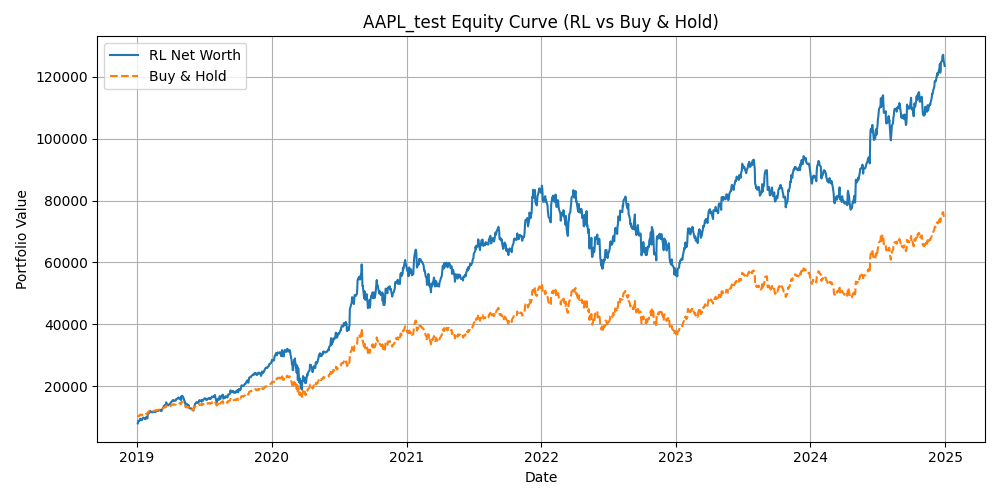 AAPL_test Equity Curve (RL vs Buy & Hold)
RL Net Worth
Buy & Hold
Portfolio Value
120000
100000
80000
60000
40000
20000
2019 2020 2021 2022 2023 2024 2025
Date